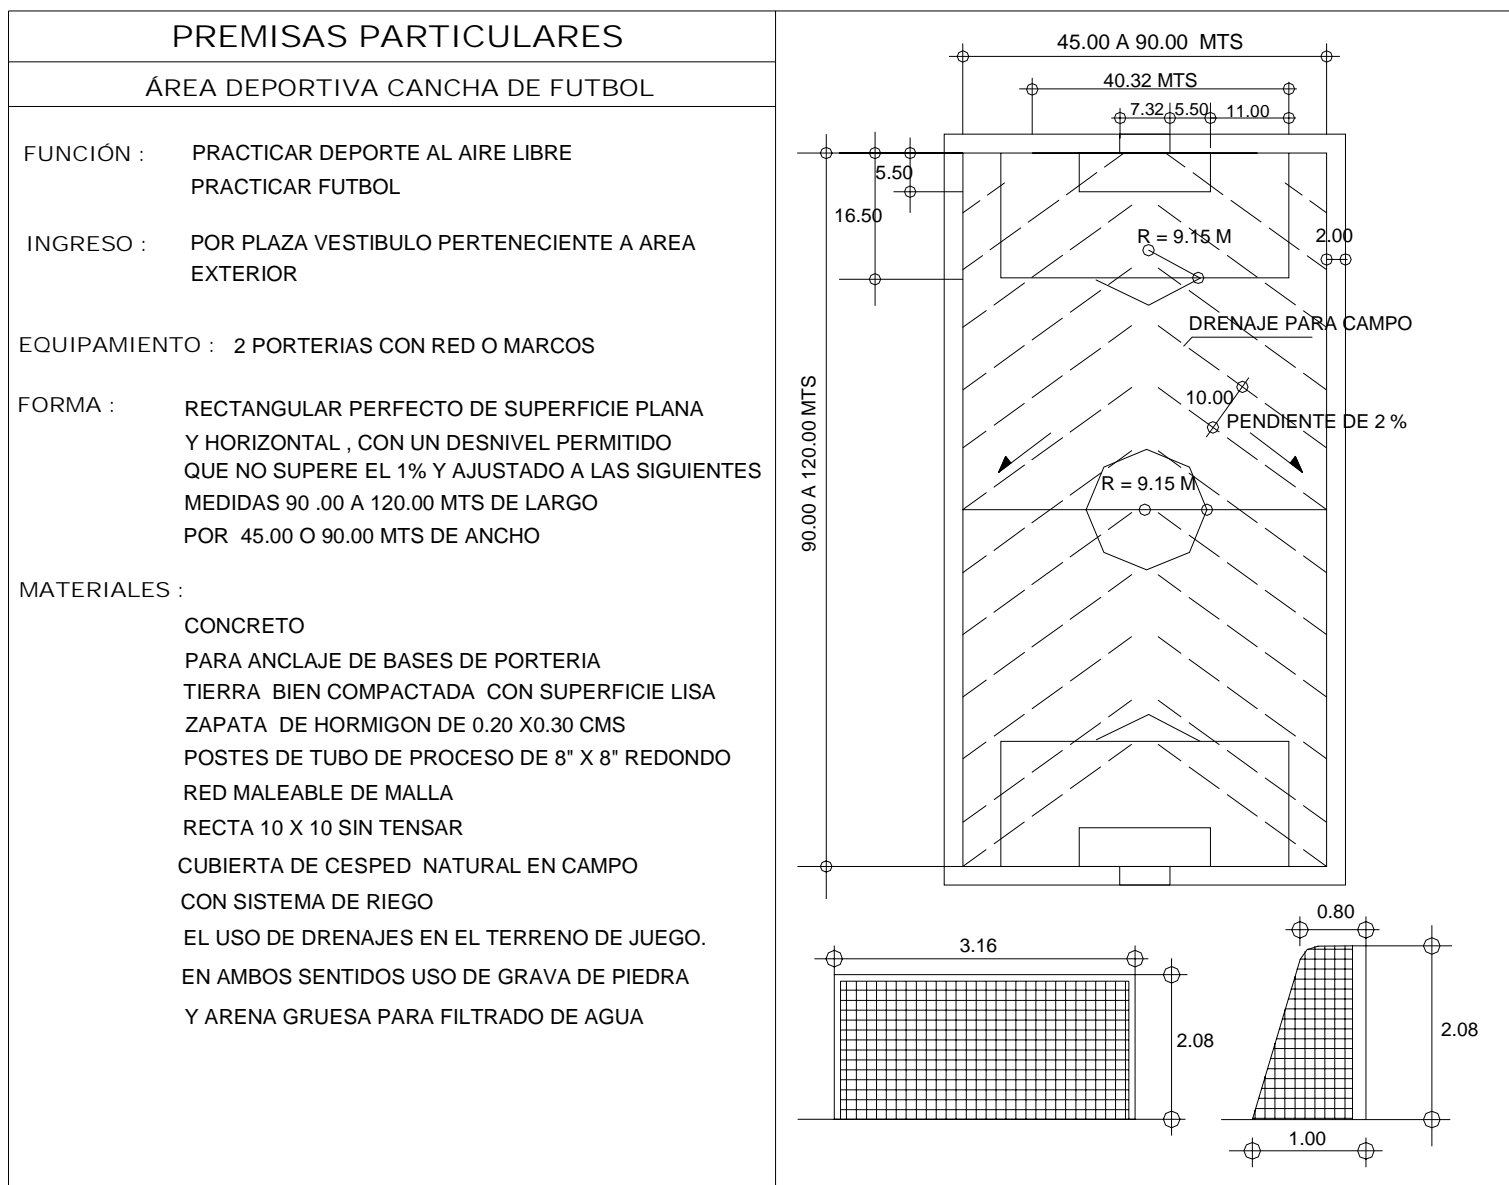 PREMISAS PARTICULARES
ÁREA DEPORTIVA CANCHA DE FUTBOL
FUNCIÓN : PRACTICAR DEPORTE AL AIRE LIBRE
PRACTICAR FUTBOL
INGRESO : POR PLAZA VESTIBULO PERTENECIENTE A AREA
EXTERIOR
EQUIPAMIENTO : 2 PORTERIAS CON RED O MARCOS
FORMA : RECTANGULAR PERFECTO DE SUPERFICIE PLANA
Y HORIZONTAL , CON UN DESNIVEL PERMITIDO
QUE NO SUPERE EL 1% Y AJUSTADO A LAS SIGUIENTES
MEDIDAS 90 .00 A 120.00 MTS DE LARGO
POR 45.00 O 90.00 MTS DE ANCHO
MATERIALES :
CONCRETO
PARA ANCLAJE DE BASES DE PORTERIA
TIERRA BIEN COMPACTADA CON SUPERFICIE LISA
ZAPATA DE HORMIGON DE 0.20 X0.30 CMS
POSTES DE TUBO DE PROCESO DE 8" X 8" REDONDO
RED MALEABLE DE MALLA
RECTA 10 X 10 SIN TENSAR
CUBIERTA DE CESPED NATURAL EN CAMPO
CON SISTEMA DE RIEGO
EL USO DE DRENAJES EN EL TERRENO DE JUEGO.
EN AMBOS SENTIDOS USO DE GRAVA DE PIEDRA
Y ARENA GRUESA PARA FILTRADO DE AGUA
45.00 A 90.00 MTS
40.32 MTS
7.32 5.50 11.00
5.50
16.50
R = 9.15 M
2.00
DRENAJE PARA CAMPO
10.00
PENDIENTE DE 2 %
90.00 A 120.00 MTS
R = 9.15 M
3.16
2.08
0.80
2.08
1.00